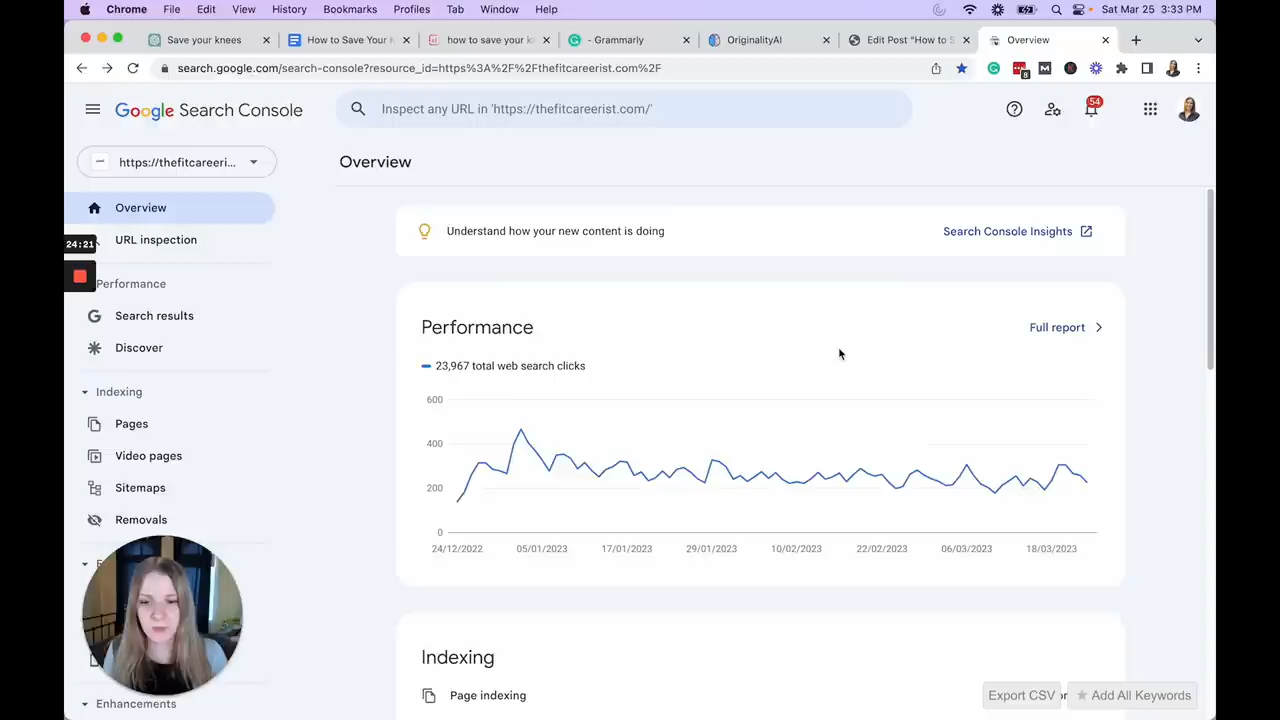 Chrome File Edit View History Bookmarks Profiles Tab Window Help Sat Mar 25 3:33 PM
Save your knees How to Save Your how to save your - Grammarly OriginalityAI Edit Post "How to S Overview
search.google.com/search-console?resource_id=https%3A%2F%2Fthefitcareerist.com%2F 8
Google Search Console Inspect any URL in 'https://thefitcareerist.com/' 54
https://thefitcareeri... Overview
Overview
Understand how your new content is doing Search Console Insights
24:21 URL inspection
Performance
Search results
Discover
Performance Full report
23,967 total web search clicks
Indexing
Pages
Video pages
Sitemaps
Removals
600
400
200
0
24/12/2022 05/01/2023 17/01/2023 29/01/2023 10/02/2023 22/02/2023 06/03/2023 18/03/2023
Indexing
Page indexing
Export CSV Add All Keywords
Enhancements